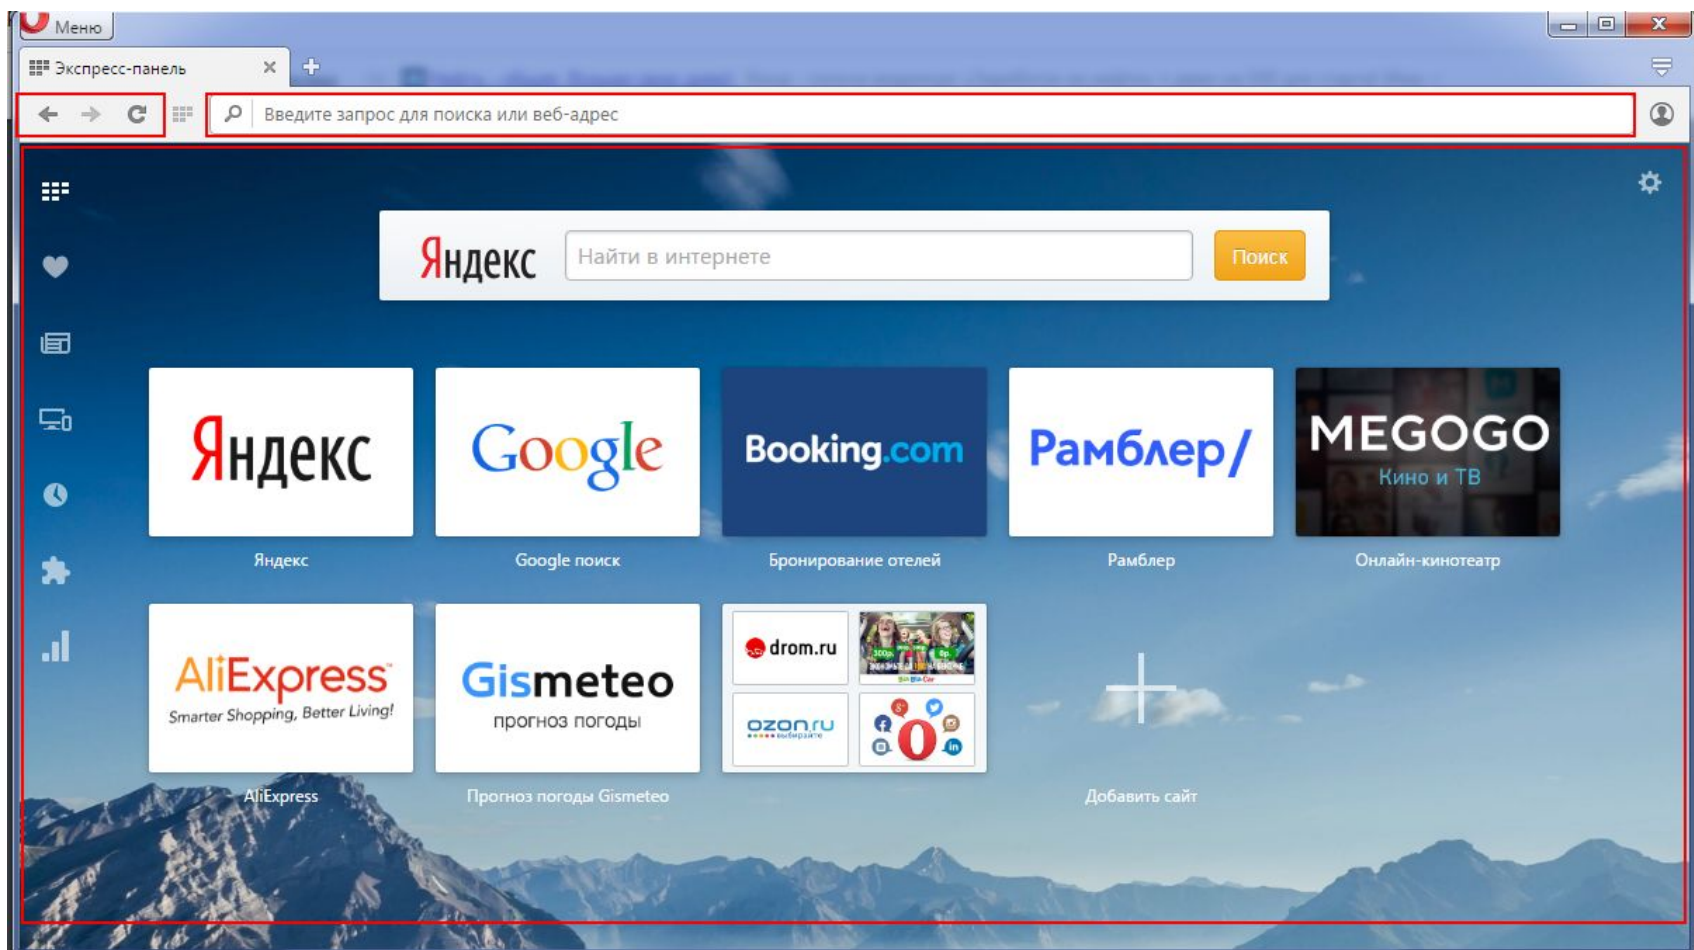 Меню
Экспресс-панель
Введите запрос для поиска или веб-адрес
Яндекс
Найти в интернете
Поиск
Яндекс
Google
Booking.com
Рамблер/
MEGOGO
Кино и ТВ
Яндекс
Google поиск
Бронирование отелей
Рамблер
Онлайн-кинотеатр
AliExpress
Smarter Shopping, Better Living!
Gismeteo
прогноз погоды
drom.ru
ozon.ru
выбирайте
AliExpress
Прогноз погоды Gismeteo
Добавить сайт